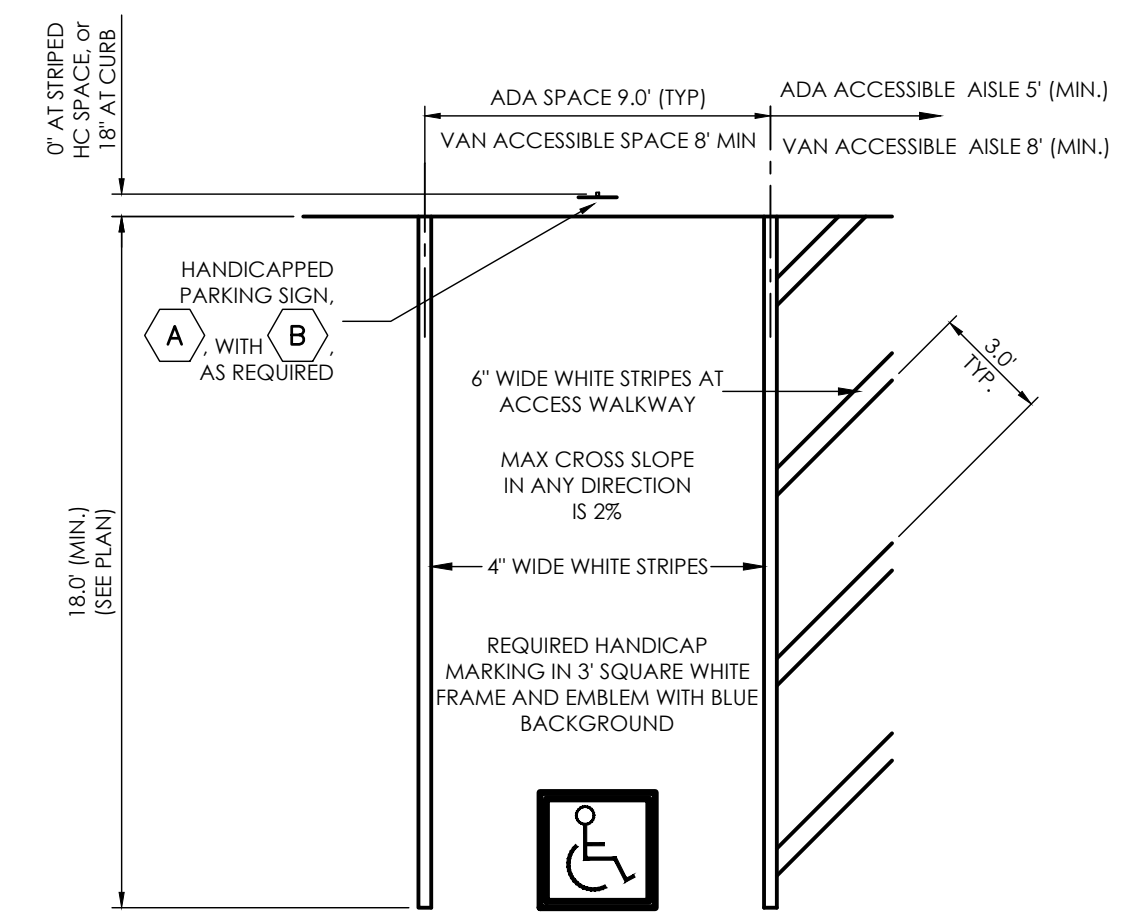 0" AT STRIPED
HC SPACE, or
18" AT CURB
ADA SPACE 9.0' (TYP)
VAN ACCESSIBLE SPACE 8' MIN
ADA ACCESSIBLE AISLE 5' (MIN.)
VAN ACCESSIBLE AISLE 8' (MIN.)
HANDICAPPED
PARKING SIGN,
A, WITH B,
AS REQUIRED
6" WIDE WHITE STRIPES AT
ACCESS WALKWAY
3.0'
TYP.
MAX CROSS SLOPE
IN ANY DIRECTION
IS 2%
18.0' (MIN.)
(SEE PLAN)
4" WIDE WHITE STRIPES
REQUIRED HANDICAP
MARKING IN 3' SQUARE WHITE
FRAME AND EMBLEM WITH BLUE
BACKGROUND